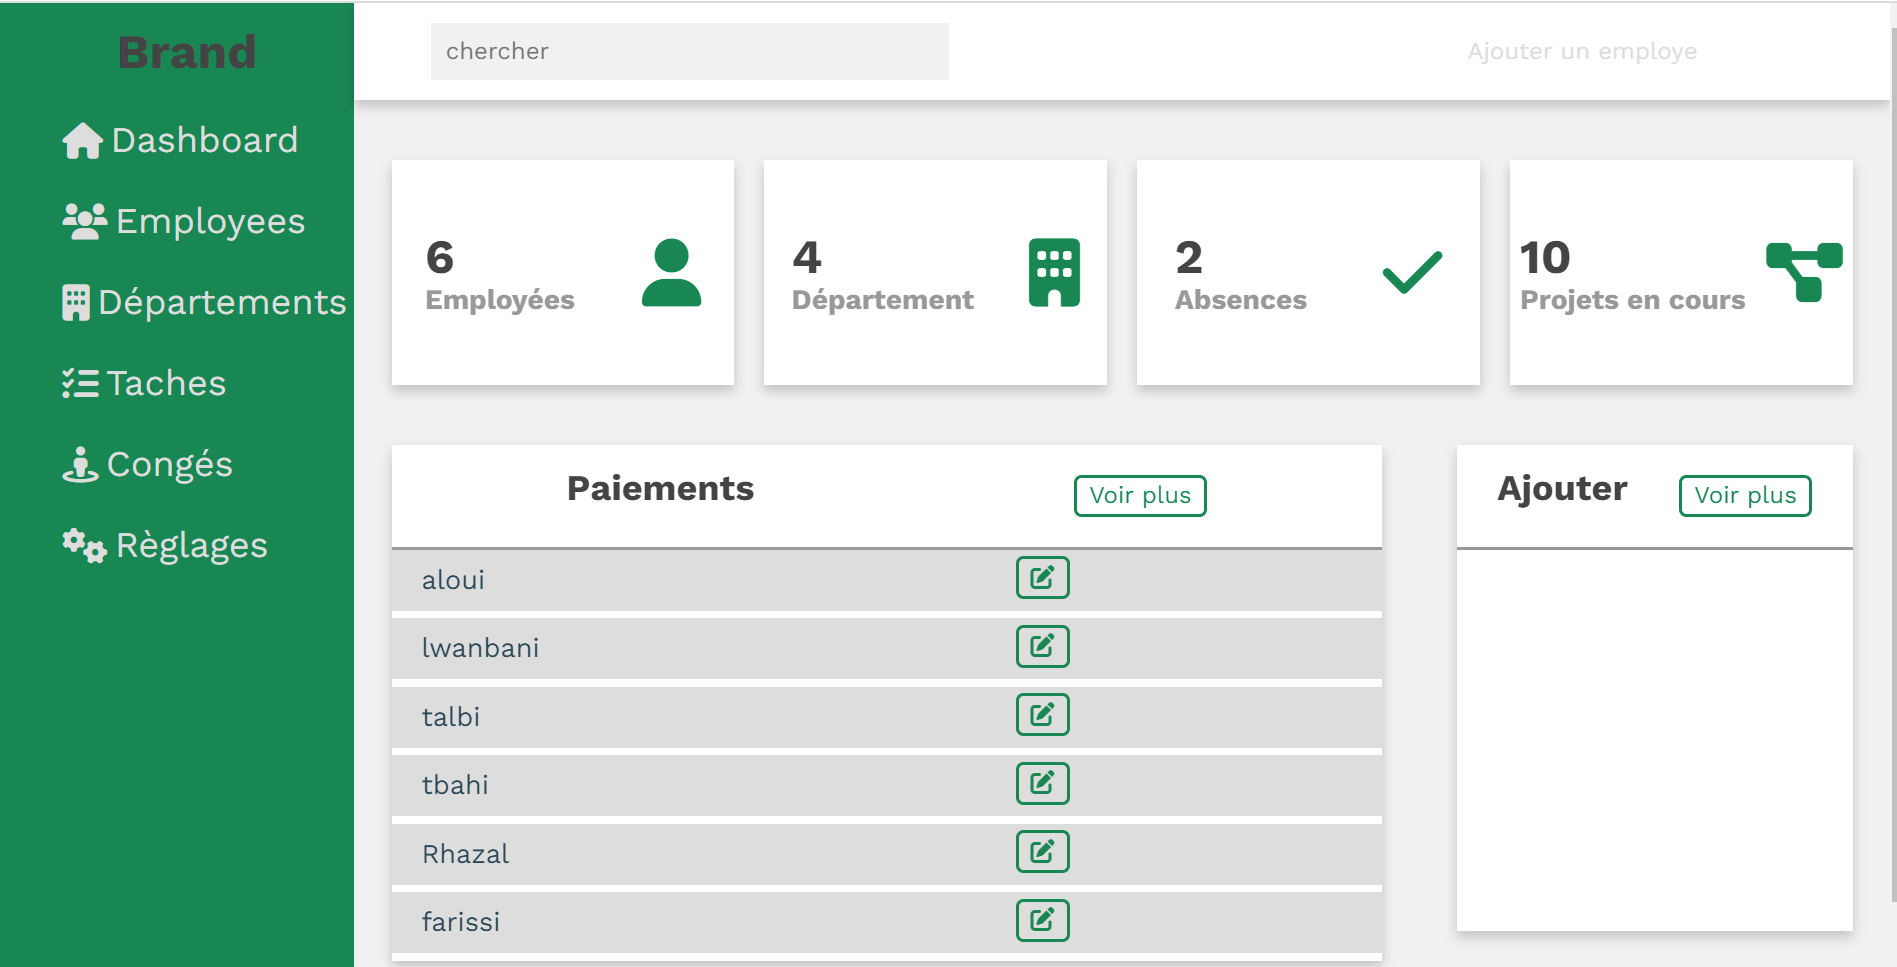 Brand
Dashboard
Employees
Départements
Taches
Congés
Règlages
chercher
Ajouter un employe
6
Employées
4
Département
2
Absences
10
Projets en cours
Paiements
Voir plus
aloui
lwanbani
talbi
tbahi
Rhazal
farissi
Ajouter
Voir plus